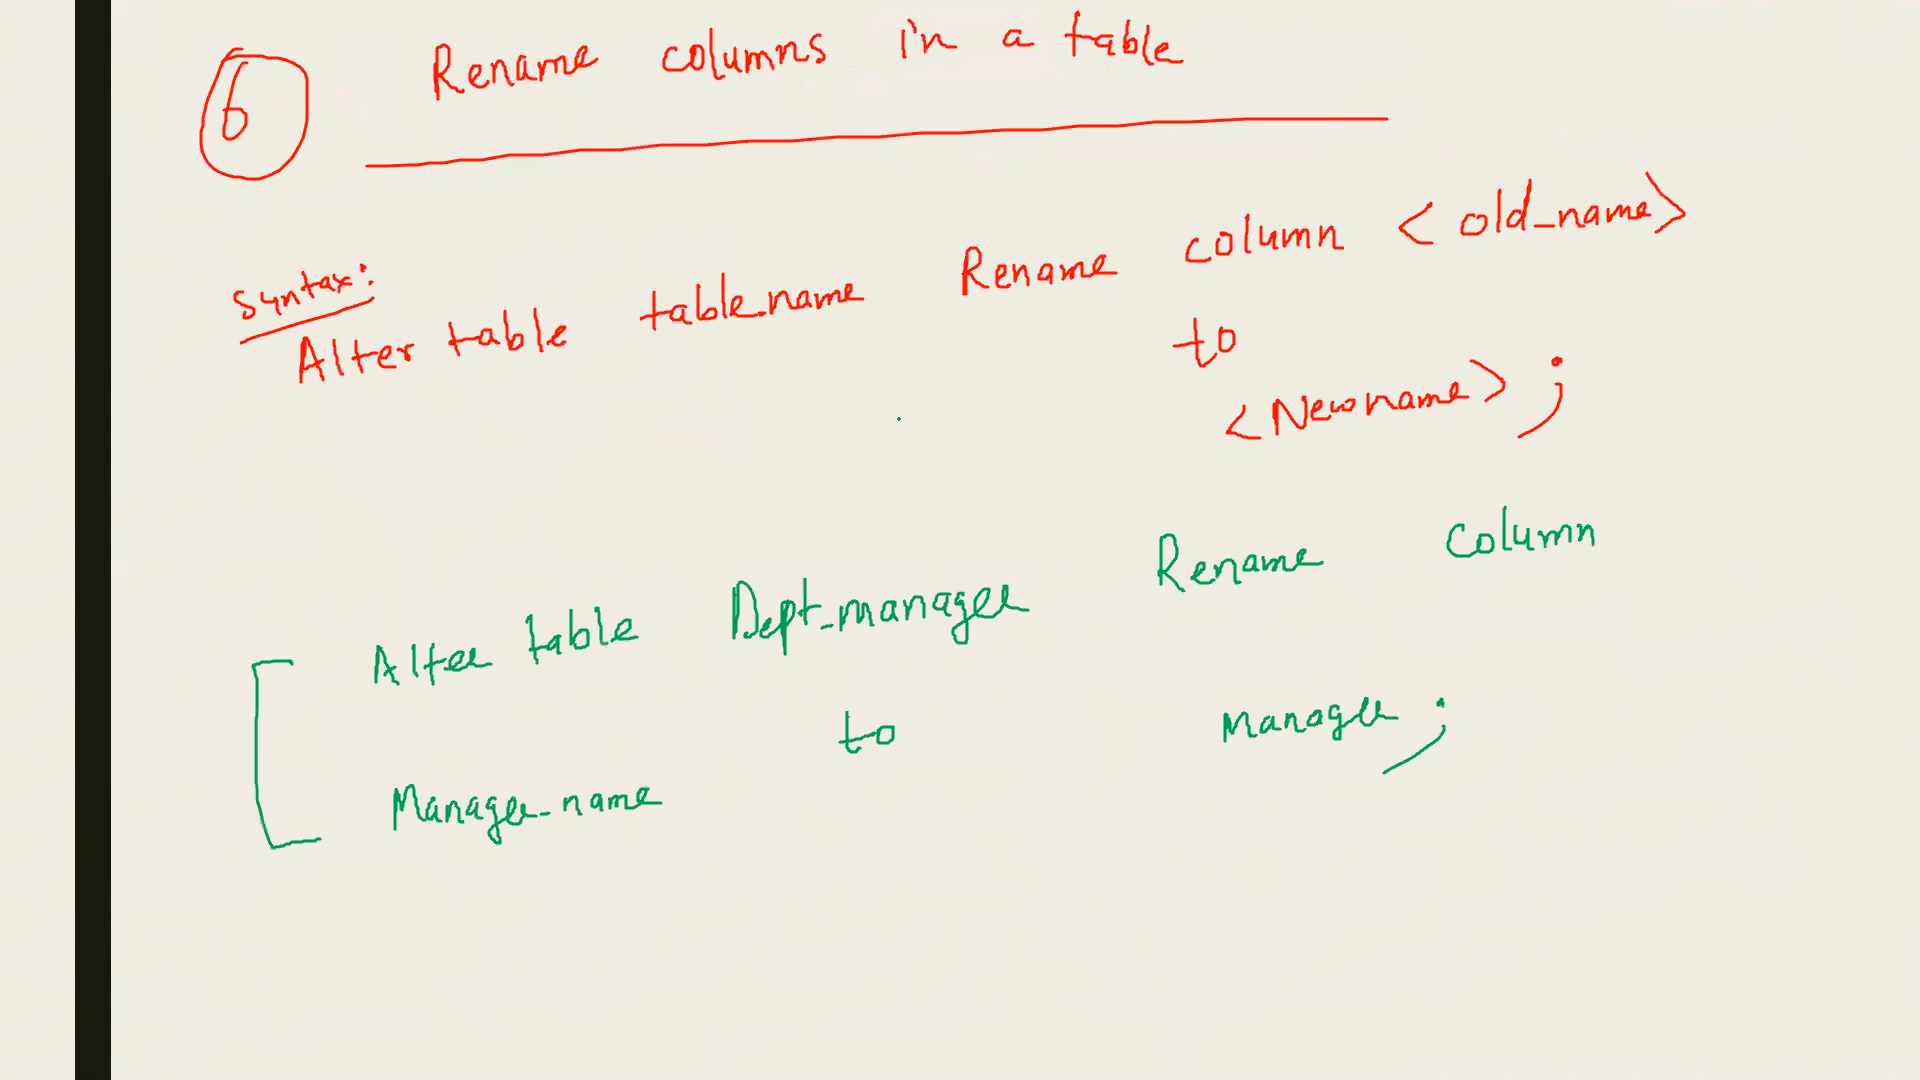 6 Rename columns in a table
Syntax:
Alter table table_name Rename column <old_name>
to
<Newname>;
Alter table Dept_manager Rename column
Manager_name to Manager;